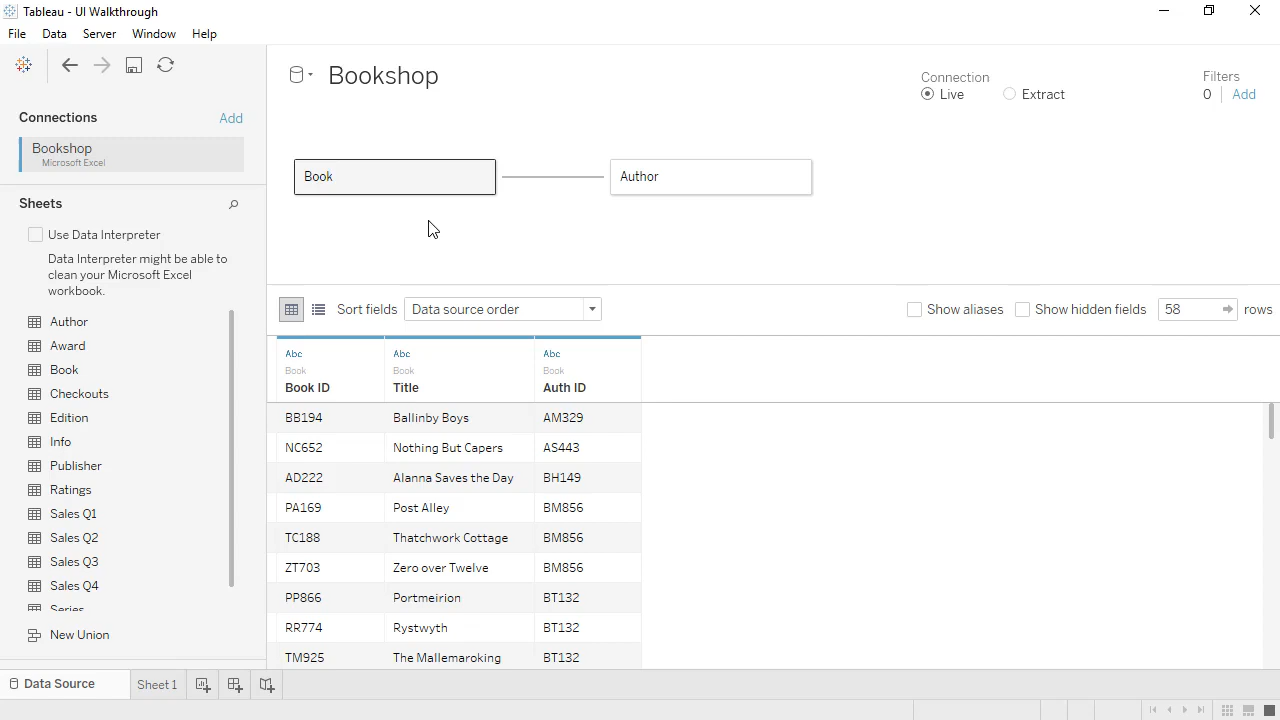 Tableau - UI Walkthrough
File Data Server Window Help
Connections Add
Bookshop
Microsoft Excel
Sheets
Use Data Interpreter
Data Interpreter might be able to
clean your Microsoft Excel
workbook.
Author
Award
Book
Checkouts
Edition
Info
Publisher
Ratings
Sales Q1
Sales Q2
Sales Q3
Sales Q4
Series
New Union
Bookshop
Connection
Live Extract
Filters
0 Add
Book Author
Sort fields Data source order Show aliases Show hidden fields 58 rows
Abc Abc Abc
Book Book Book
Book ID Title Auth ID
BB194 Ballinby Boys AM329
NC652 Nothing But Capers AS443
AD222 Alanna Saves the Day BH149
PA169 Post Alley BM856
TC188 Thatchwork Cottage BM856
ZT703 Zero over Twelve BM856
PP866 Portmeirion BT132
RR774 Rystwyth BT132
TM925 The Mallemaroking BT132
Data Source Sheet 1